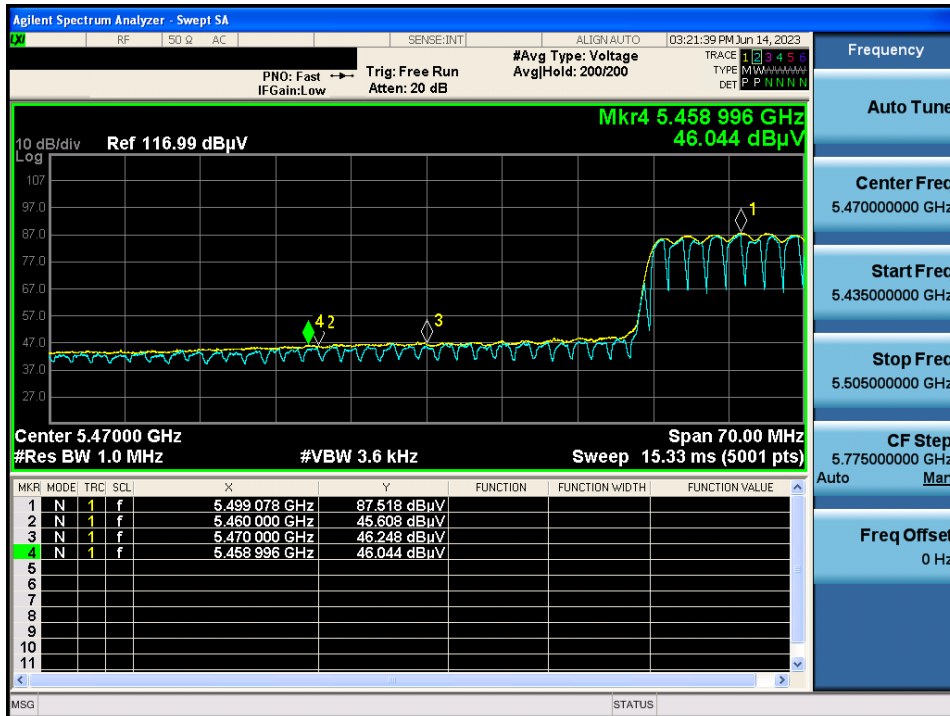 Agilent Spectrum Analyzer - Swept SA
LXI RF 50 Ω AC SENSE:INT ALIGN AUTO 03:21:39 PM Jun 14, 2023
#Avg Type: Voltage TRACE 1 2 3 4 5 6
PNO: Fast Trig: Free Run Avg|Hold: 200/200 TYPE M W
IFGain:Low Atten: 20 dB DET P P N N N N
Mkr4 5.458 996 GHz
46.044 dBµV
10 dB/div Ref 116.99 dBµV
Log
107
97.0
87.0
77.0
67.0
57.0
47.0
37.0
27.0
1
4 2 3
Center 5.47000 GHz Span 70.00 MHz
#Res BW 1.0 MHz #VBW 3.6 kHz Sweep 15.33 ms (5001 pts)
MKR MODE TRC SCL X Y FUNCTION FUNCTION WIDTH FUNCTION VALUE
1 N 1 f 5.499 078 GHz 87.518 dBµV
2 N 1 f 5.460 000 GHz 45.608 dBµV
3 N 1 f 5.470 000 GHz 46.248 dBµV
4 N 1 f 5.458 996 GHz 46.044 dBµV
5
6
7
8
9
10
11
MSG STATUS
Frequency
Auto Tune
Center Freq
5.470000000 GHz
Start Freq
5.435000000 GHz
Stop Freq
5.505000000 GHz
CF Step
5.775000000 GHz
Auto Man
Freq Offset
0 Hz